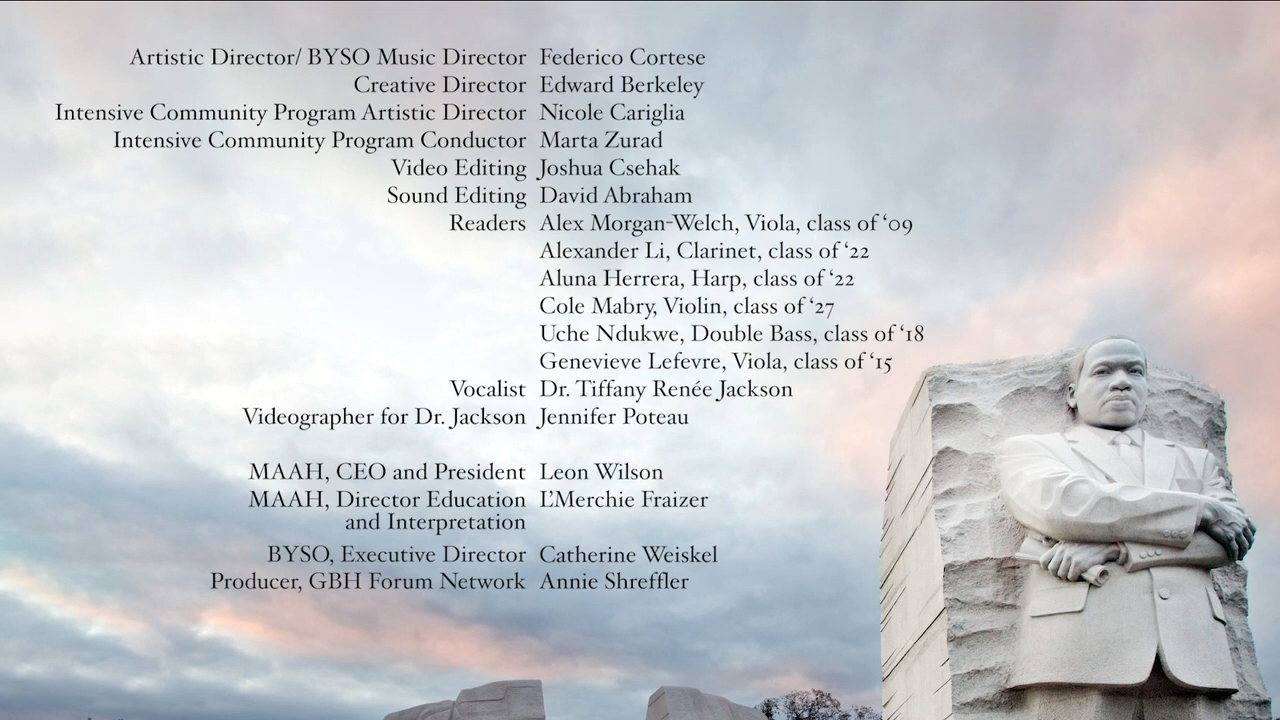 Artistic Director/ BYSO Music Director Federico Cortese
Creative Director Edward Berkeley
Intensive Community Program Artistic Director Nicole Cariglia
Intensive Community Program Conductor Marta Zurad
Video Editing Joshua Csehak
Sound Editing David Abraham
Readers Alex Morgan-Welch, Viola, class of ‘09
Alexander Li, Clarinet, class of ‘22
Aluna Herrera, Harp, class of ‘22
Cole Mabry, Violin, class of ‘27
Uche Ndukwe, Double Bass, class of ‘18
Genevieve Lefevre, Viola, class of ‘15
Vocalist Dr. Tiffany Renée Jackson
Videographer for Dr. Jackson Jennifer Poteau
MAAH, CEO and President Leon Wilson
MAAH, Director Education L’Merchie Fraizer
and Interpretation
BYSO, Executive Director Catherine Weiskel
Producer, GBH Forum Network Annie Shreffler